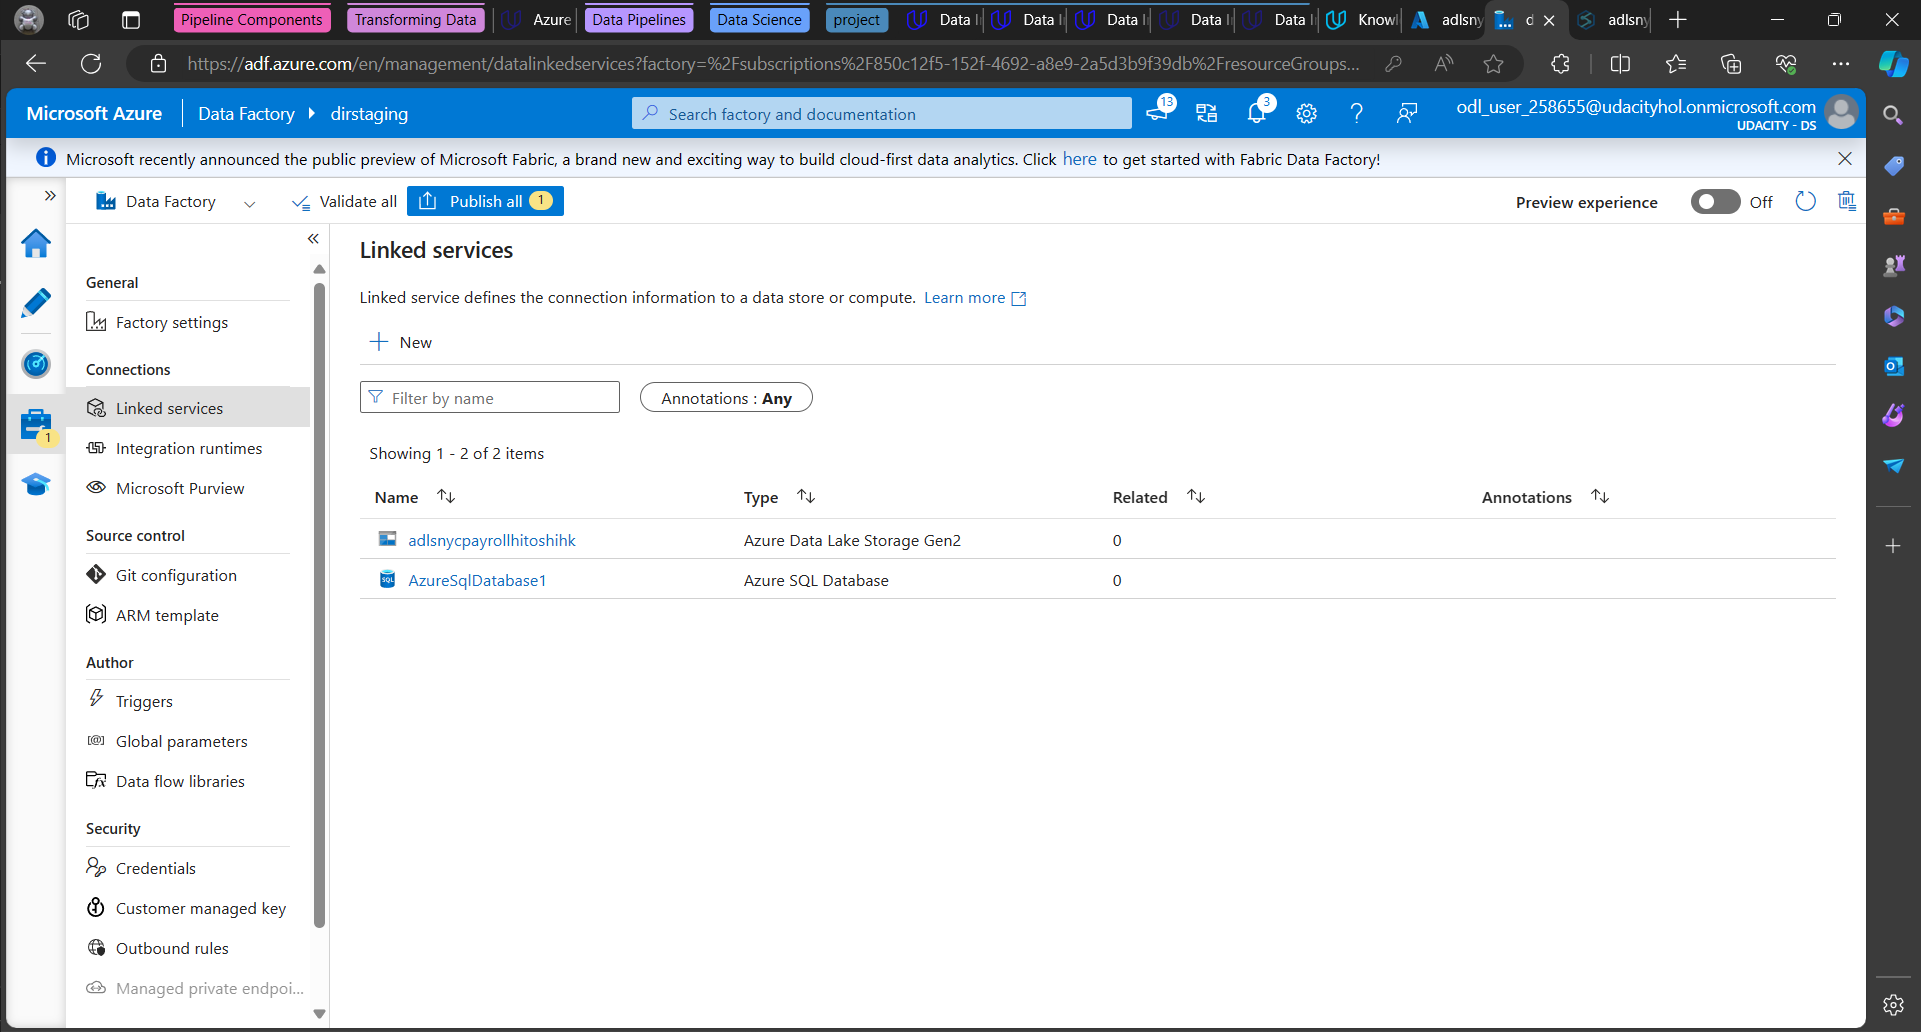 Pipeline Components
Transforming Data
Azure
Data Pipelines
Data Science
project
Data I
Data I
Data I
Data I
Data I
Knowl
adlsny
d
adlsny
https://adf.azure.com/en/management/datalinkedservices?factory=%2Fsubscriptions%2F850c12f5-152f-4692-a8e9-2a5d3b9f39db%2FresourceGroups...
Microsoft Azure
Data Factory
dirstaging
Search factory and documentation
13
3
odl_user_258655@udacityhol.onmicrosoft.com
UDACITY - DS
Microsoft recently announced the public preview of Microsoft Fabric, a brand new and exciting way to build cloud-first data analytics. Click here to get started with Fabric Data Factory!
Data Factory
Validate all
Publish all 1
Preview experience
Off
General
Factory settings
Connections
Linked services
Integration runtimes
Microsoft Purview
1
Source control
Git configuration
ARM template
Author
Triggers
Global parameters
Data flow libraries
Security
Credentials
Customer managed key
Outbound rules
Managed private endpoi...
Linked services
Linked service defines the connection information to a data store or compute. Learn more
New
Filter by name
Annotations : Any
Showing 1 - 2 of 2 items
Name Type Related Annotations
adlsnycpayrollhitoshihk Azure Data Lake Storage Gen2 0
SQL AzureSqlDatabase1 Azure SQL Database 0